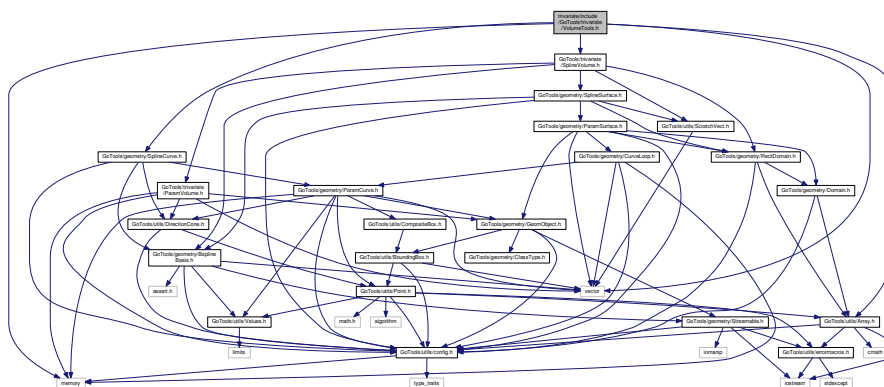 trivariate/include
/GoTools/trivariate
/VolumeTools.h
GoTools/trivariate
/SplineVolume.h
GoTools/geometry/SplineSurface.h
GoTools/geometry/ParamSurface.h
GoTools/utils/ScratchVect.h
GoTools/geometry/SplineCurve.h
GoTools/geometry/CurveLoop.h
GoTools/geometry/RectDomain.h
GoTools/trivariate
/ParamVolume.h
GoTools/geometry/ParamCurve.h
GoTools/geometry/Domain.h
GoTools/utils/DirectionCone.h
GoTools/utils/CompositeBox.h
GoTools/geometry/GeomObject.h
GoTools/geometry/Bspline
Basis.h
GoTools/utils/BoundingBox.h
GoTools/geometry/ClassType.h
assert.h
GoTools/utils/Point.h
vector
GoTools/utils/Values.h
math.h
algorithm
GoTools/geometry/Streamable.h
GoTools/utils/Array.h
limits
GoTools/utils/config.h
iomanip
GoTools/utils/errormacros.h
cmath
memory
type_traits
iostream
stdexcept